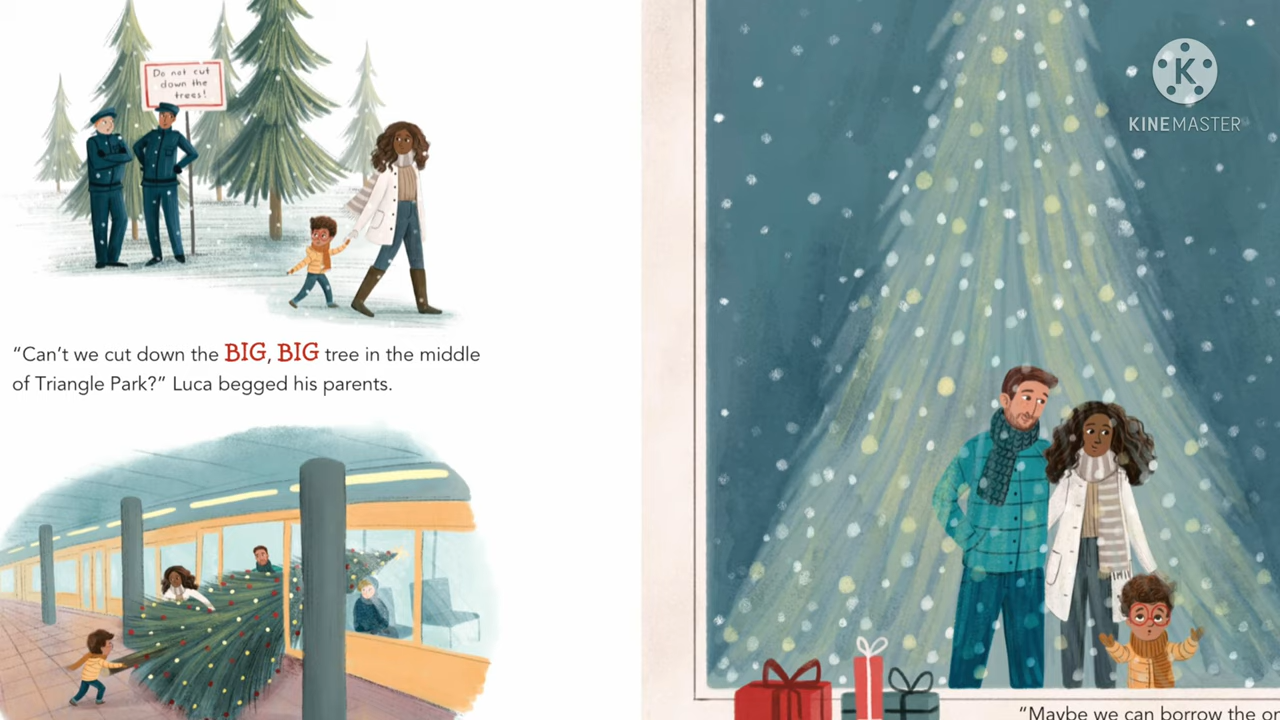 Do not cut
down the
trees!
"Can't we cut down the BIG, BIG tree in the middle
of Triangle Park?" Luca begged his parents.
K
KINEMASTER
"Maybe we can borrow the